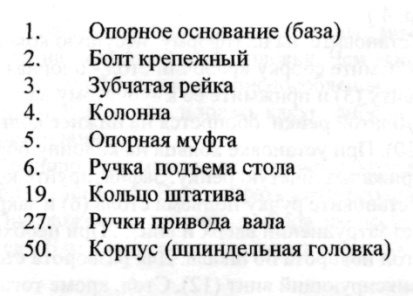 1. Опорное основание (база)
2. Болт крепежный
3. Зубчатая рейка
4. Колонна
5. Опорная муфта
6. Ручка подъема стола
19. Кольцо штатива
27. Ручки привода вала
50. Корпус (шпиндельная головка)